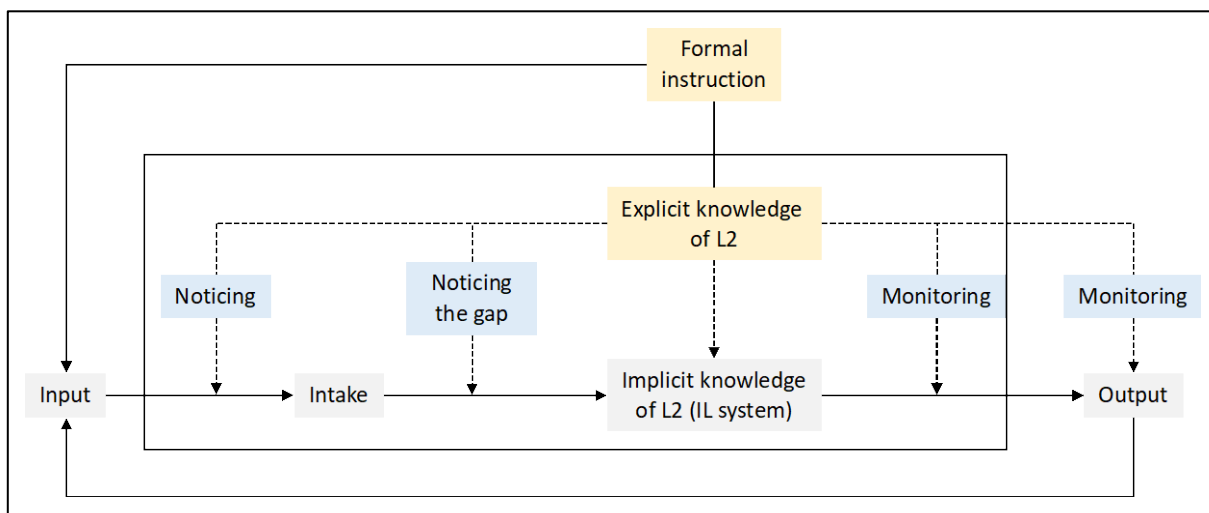 Formal
instruction
Explicit knowledge
of L2
Noticing
Noticing
the gap
Monitoring
Monitoring
Input
Intake
Implicit knowledge
of L2 (IL system)
Output